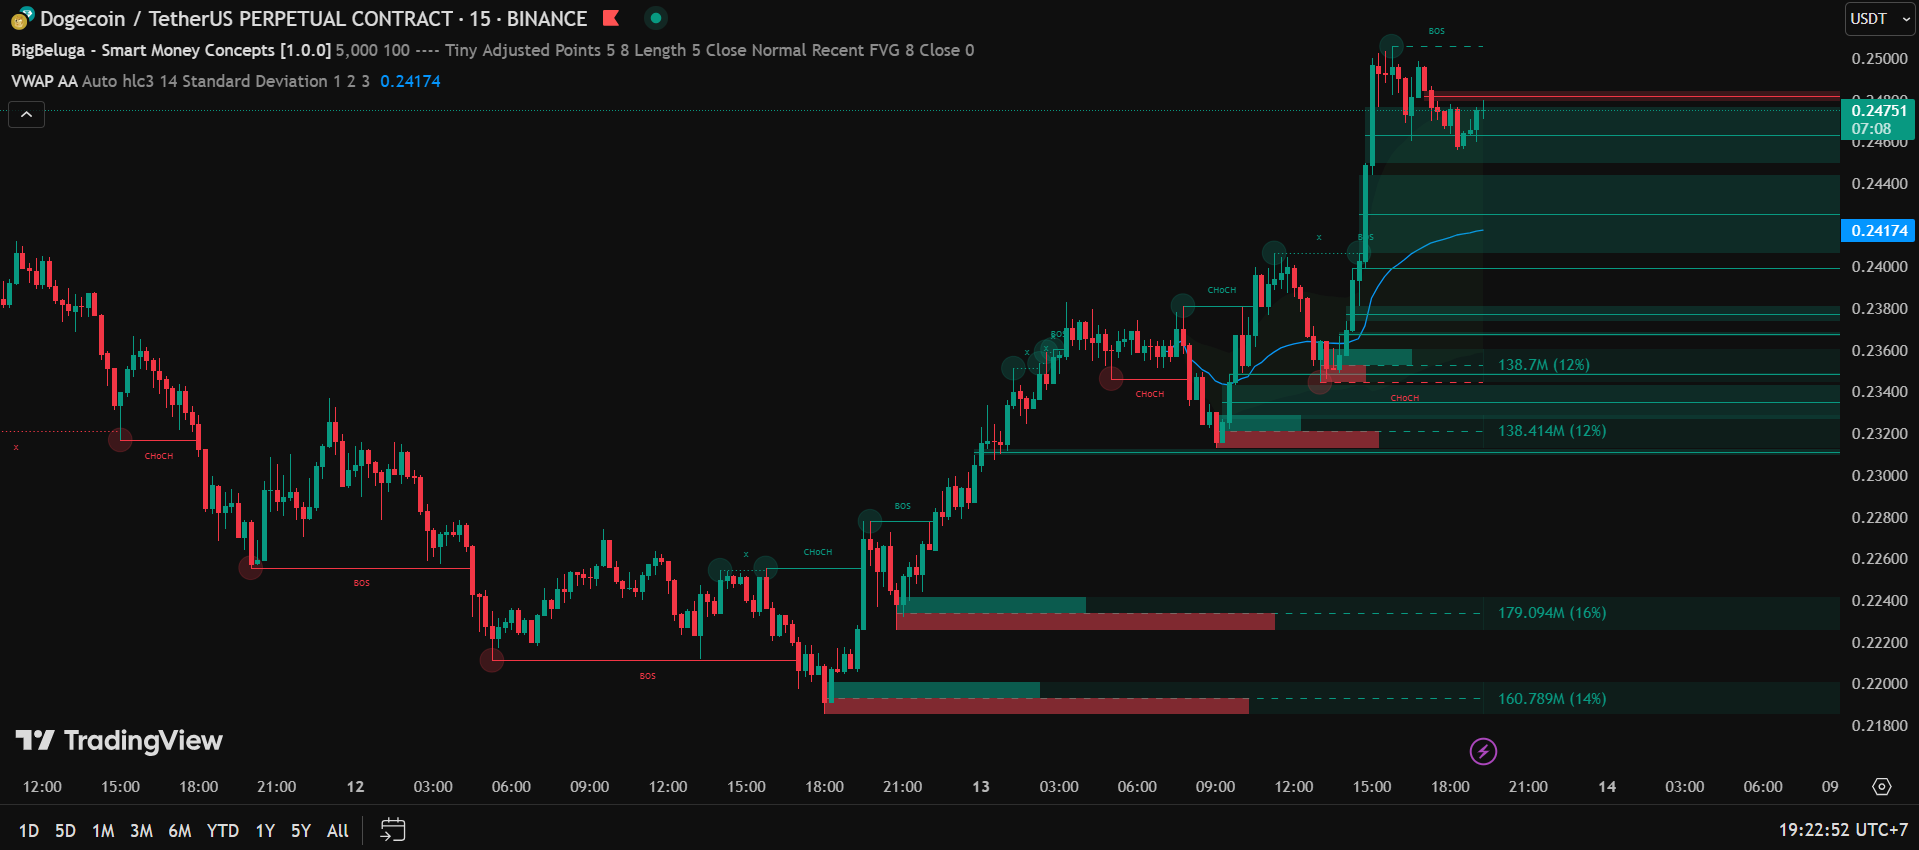 Dogecoin / TetherUS PERPETUAL CONTRACT · 15 · BINANCE
USDT
BigBeluga - Smart Money Concepts [1.0.0] 5,000 100 ---- Tiny Adjusted Points 5 8 Length 5 Close Normal Recent FVG 8 Close 0
VWAP AA Auto hlc3 14 Standard Deviation 1 2 3 0.24174
BOS
0.25000
0.24751
07:08
0.24600
0.24400
x
BOS
0.24174
0.24000
CHoCH
0.23800
BOS
x
x
0.23600
138.7M (12%)
CHoCH
CHoCH
0.23400
138.414M (12%)
0.23200
x
CHoCH
0.23000
BOS
0.22800
x
CHoCH
0.22600
BOS
0.22400
179.094M (16%)
0.22200
BOS
0.22000
160.789M (14%)
0.21800
TradingView
12:00 15:00 18:00 21:00 12 03:00 06:00 09:00 12:00 15:00 18:00 21:00 13 03:00 06:00 09:00 12:00 15:00 18:00 21:00 14 03:00 06:00 09
1D 5D 1M 3M 6M YTD 1Y 5Y All
19:22:52 UTC+7